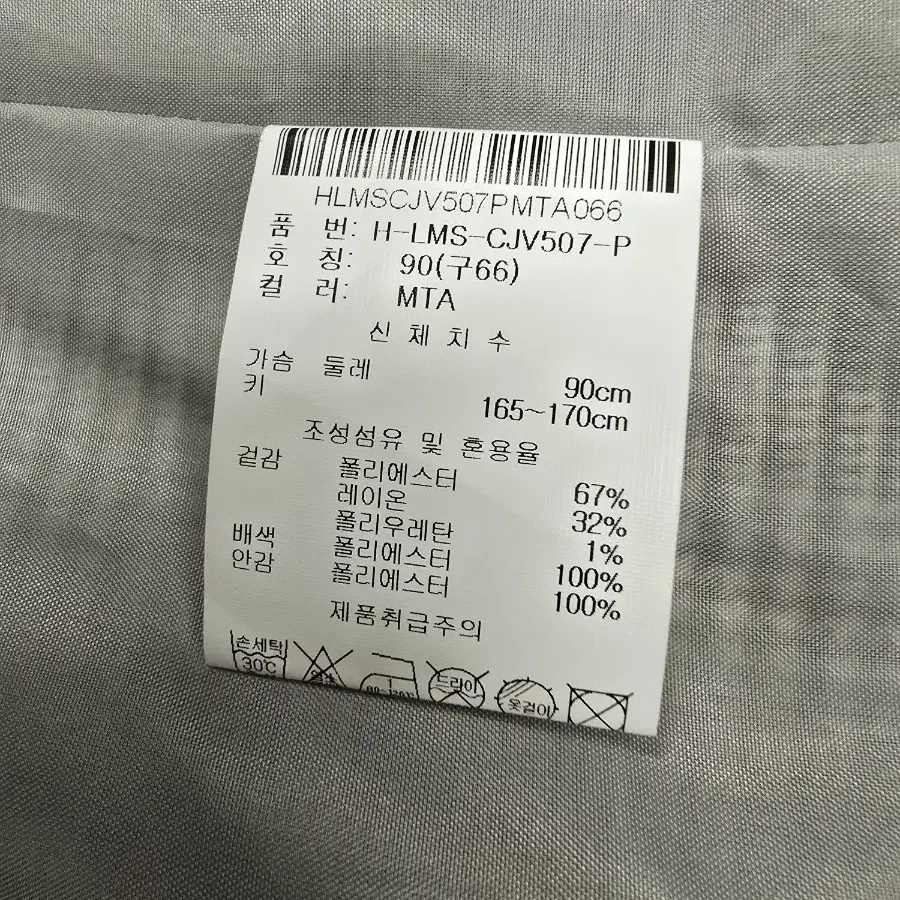 HLMSCJV507PMTA066
품 번: H-LMS-CJV507-P
호 칭: 90(구66)
컬 러: MTA
신 체 치 수
가슴 둘레 90cm
키 165~170cm
조성섬유 및 혼용율
겉감 폴리에스터 67%
레이온 32%
폴리우레탄 1%
배색 폴리에스터 100%
안감 폴리에스터 100%
제품취급주의
손세탁 30℃
드라이
옷걸이